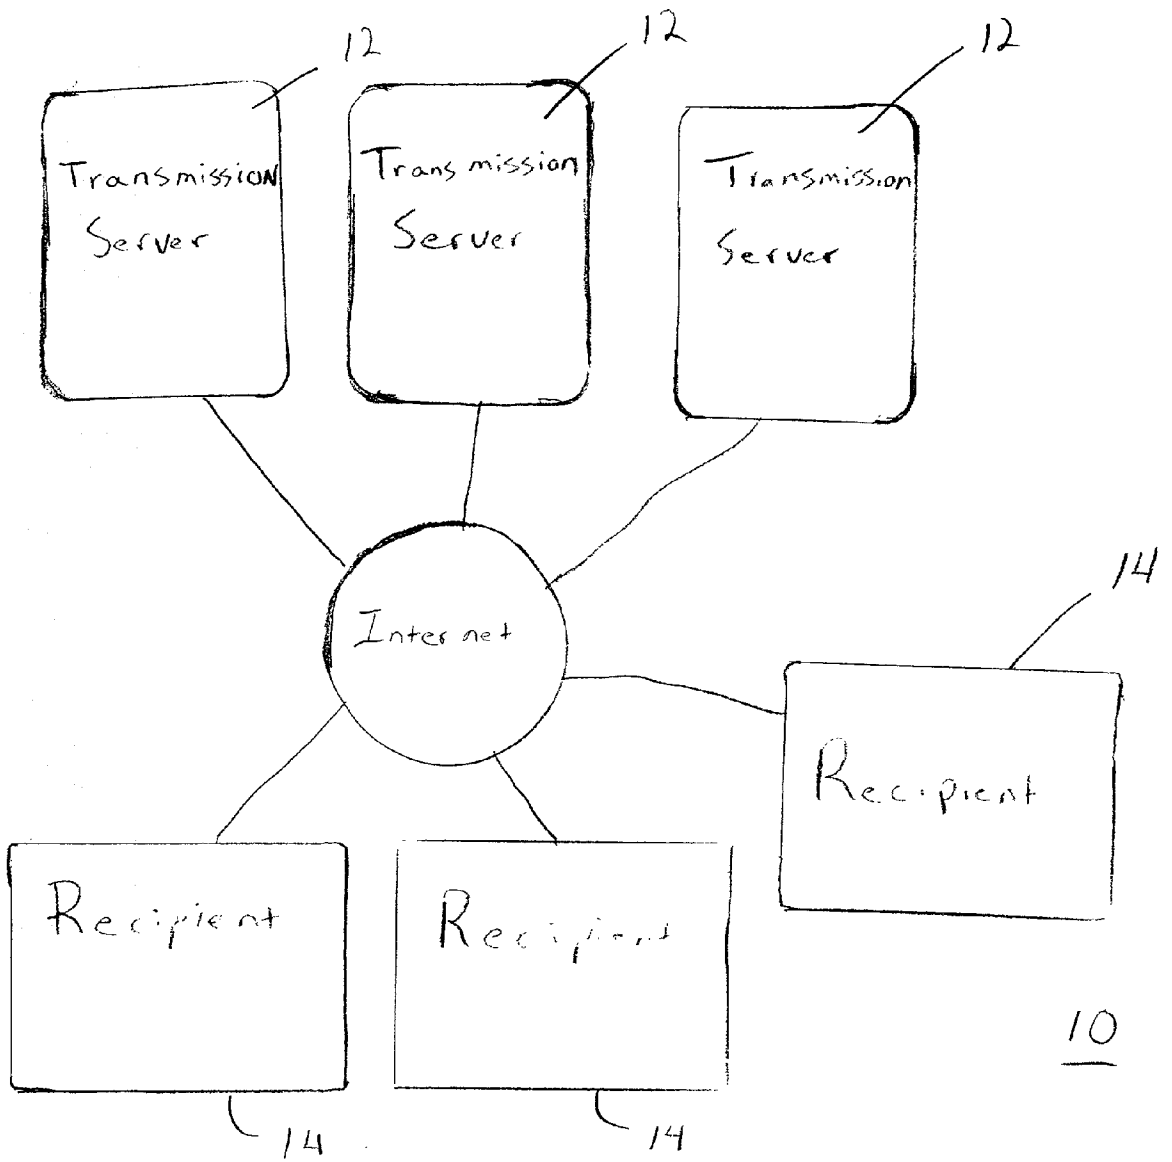 12
12
12
Transmission
Server
Transmission
Server
Transmission
Server
Internet
14
Recipient
Recipient
Recipient
10
14
14